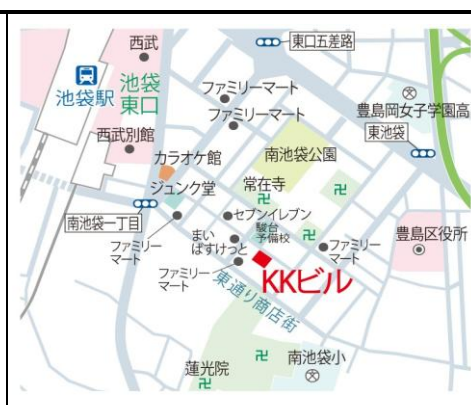 西武
東口五差路
池袋駅
池袋
東口
ファミリーマート
ファミリーマート
豊島岡女子学園高
東池袋
西武別館
カラオケ館
南池袋公園
ジュンク堂
常在寺
南池袋一丁目
セブンイレブン
駿台
予備校
ファミリー
マート
まい
ばすけっと
ファミリー
マート
豊島区役所
ファミリー
マート
KKビル
東通り商店街
蓮光院
南池袋小